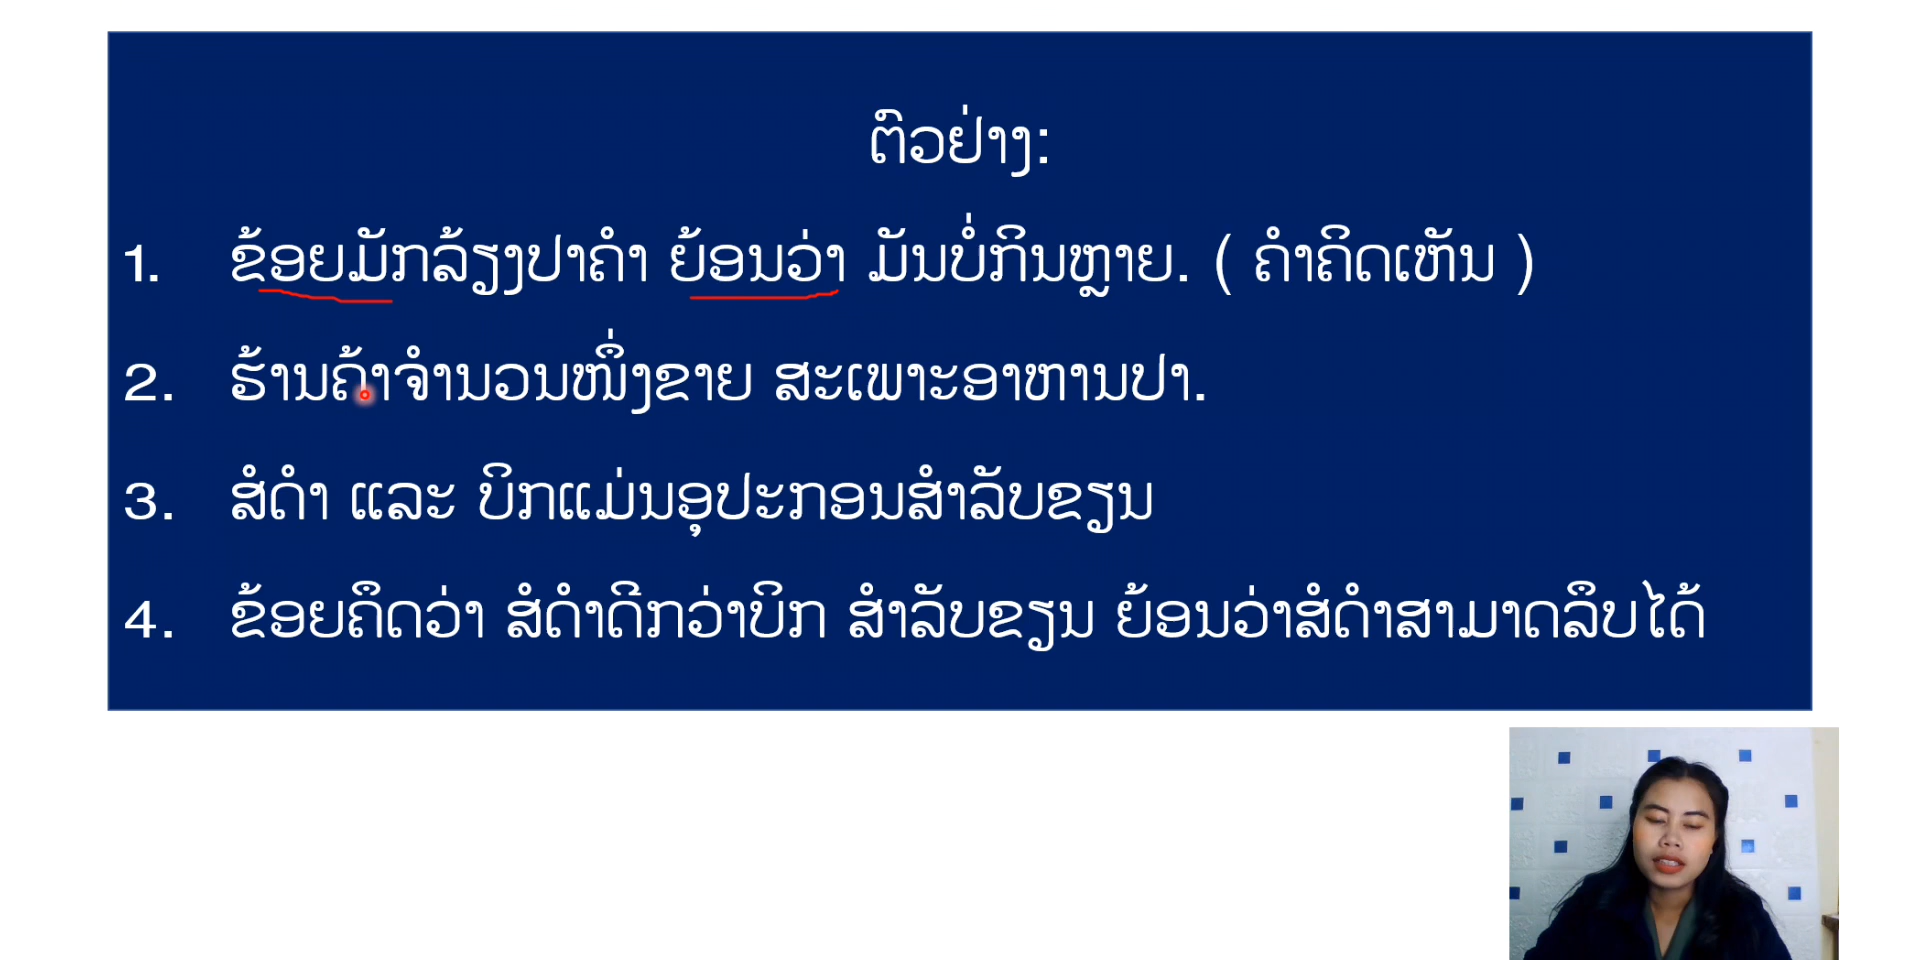 ຕົວຢ່າງ:
1. ຂ້ອຍມັກລ້ຽງປາຄຳ ຍ້ອນວ່າ ມັນບໍ່ກິນຫຼາຍ. ( ຄຳຄິດເຫັນ )
2. ຮ້ານຄ້າຈຳນວນໜຶ່ງຂາຍ ສະເພາະອາຫານປາ.
3. ສໍດຳ ແລະ ບິກແມ່ນອຸປະກອນສຳລັບຂຽນ
4. ຂ້ອຍຄຶດວ່າ ສໍດຳດີກວ່າບິກ ສຳລັບຂຽນ ຍ້ອນວ່າສໍດຳສາມາດລຶບໄດ້